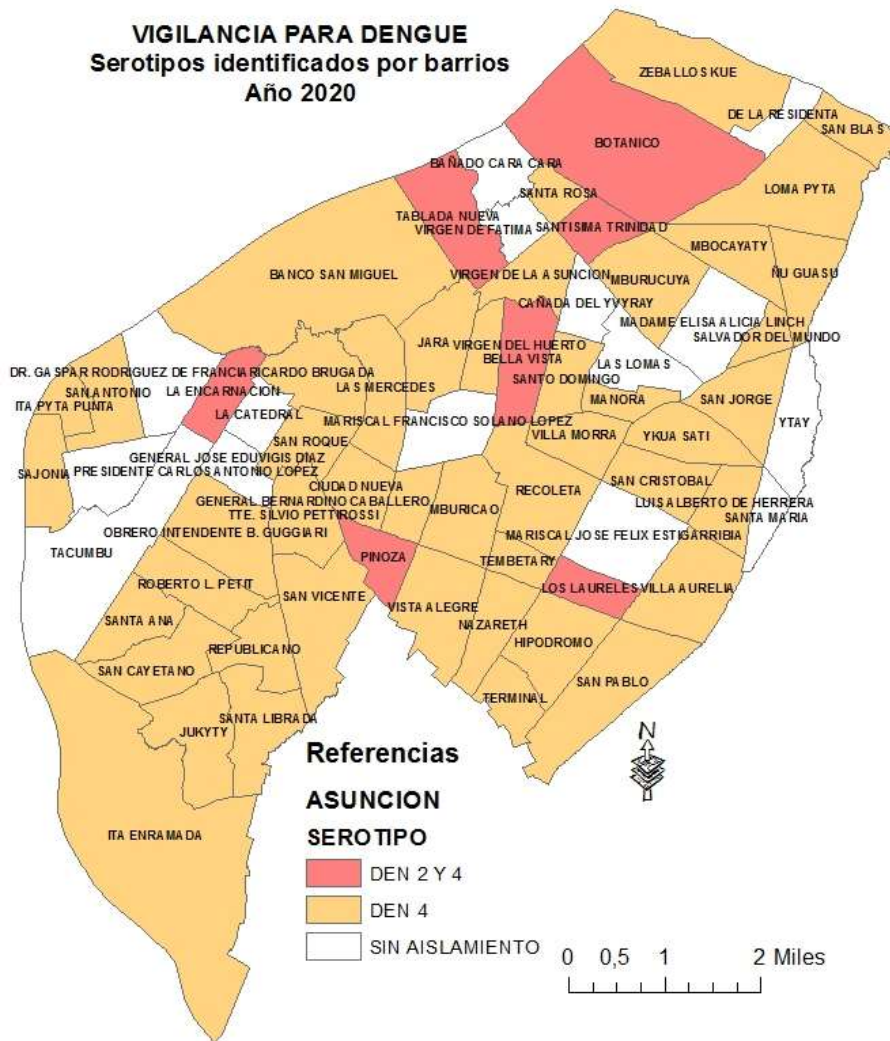 VIGILANCIA PARA DENGUE
Serotipos identificados por barrios
Año 2020
ZEBALLOS KUE
DE LA RESIDENTA
SAN BLAS
BOTANICO
BAÑADO CARA CARA
SANTA ROSA
LOMA PYTA
TABLADA NUEVA
VIRGEN DE FATIMA
SANTISIMA TRINIDAD
MBOCAYATY
BANCO SAN MIGUEL
VIRGEN DE LA ASUNCION
MBURUCUYA
ÑU GUASU
CAÑADA DEL YVYRAY
MADAME ELISA ALICIA LINCH
SALVADOR DEL MUNDO
JARA
VIRGEN DEL HUERTO
BELLA VISTA
LAS LOMAS
DR. GASPAR RODRIGUEZ DE FRANCIA
RICARDO BRUGADA
SANTO DOMINGO
SAN ANTONIO
LA ENCARNACION
LAS MERCEDES
MANORA
SAN JORGE
ITA PYTA PUNTA
LA CATEDRAL
MARISCAL FRANCISCO SOLANO LOPEZ
VILLA MORRA
YKUA SATI
YTAY
SAN ROQUE
GENERAL JOSE EDUVIGIS DIAZ
SAJONIA
PRESIDENTE CARLOS ANTONIO LOPEZ
CIUDAD NUEVA
RECOLETA
SAN CRISTOBAL
GENERAL BERNARDINO CABALLERO
MBURICAO
LUIS ALBERTO DE HERRERA
TTE. SILVIO PETTIROSSI
SANTA MARIA
OBRERO INTENDENTE B. GUGGIARI
MARISCAL JOSE FELIX ESTIGARRIBIA
TACUMBU
PINOZA
TEMBETARY
ROBERTO L. PETIT
SAN VICENTE
LOS LAURELES
VILLA AURELIA
VISTA ALEGRE
SANTA ANA
NAZARETH
HIPODROMO
REPUBLICANO
SAN CAYETANO
SAN PABLO
TERMINAL
JUKYTY
SANTA LIBRADA
N
ITA ENRAMADA
Referencias
ASUNCION
SEROTIPO
DEN 2 Y 4
DEN 4
SIN AISLAMIENTO
0 0,5 1 2 Miles